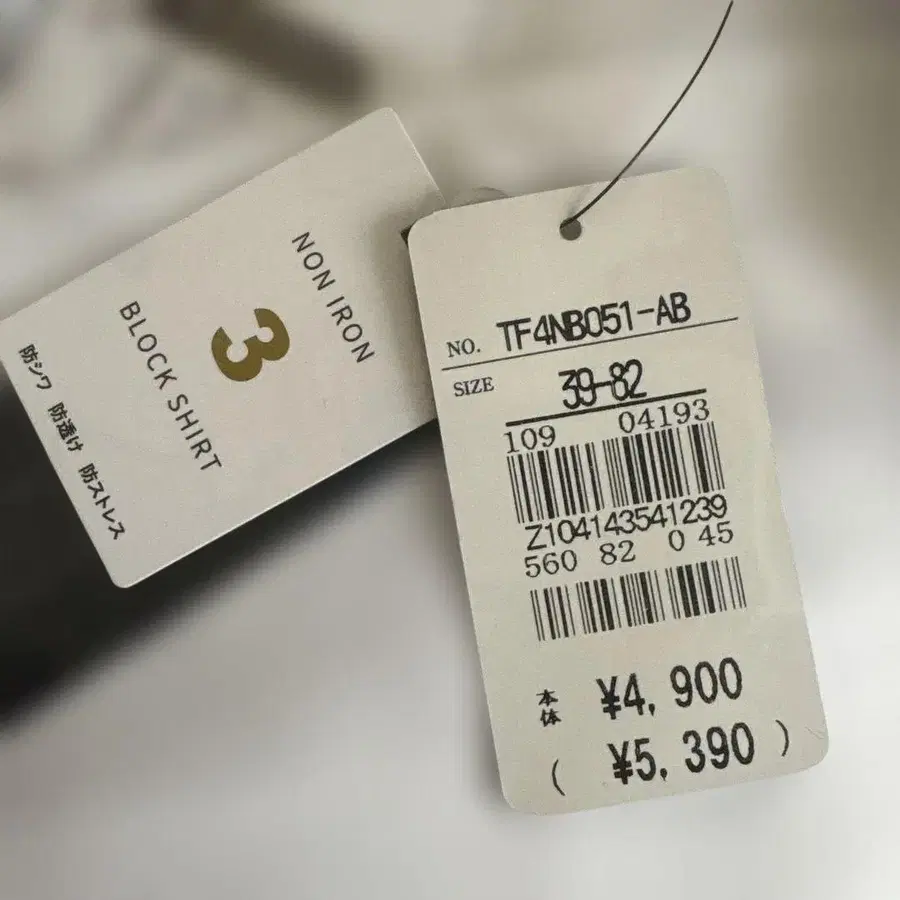 NON IRON
3
BLOCK SHIRT
防シワ 防透け 防ストレス
NO. TF4NB051-AB
SIZE 39-82
109 04193
Z104143541239
560 82 0 45
本体 ¥4,900
( ¥5,390 )